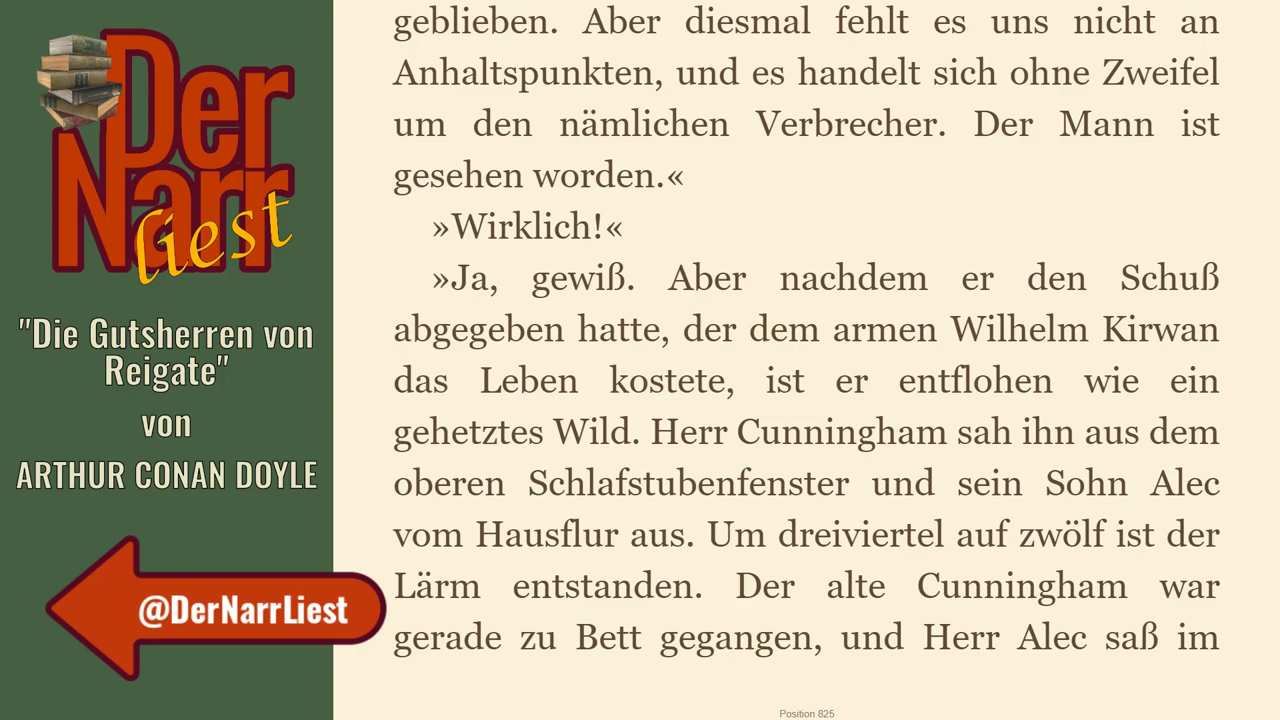 Der
Narr
liest
"Die Gutsherren von
Reigate"
von
ARTHUR CONAN DOYLE
@DerNarrLiest
geblieben. Aber diesmal fehlt es uns nicht an
Anhaltspunkten, und es handelt sich ohne Zweifel
um den nämlichen Verbrecher. Der Mann ist
gesehen worden.«
»Wirklich!«
»Ja, gewiß. Aber nachdem er den Schuß
abgegeben hatte, der dem armen Wilhelm Kirwan
das Leben kostete, ist er entflohen wie ein
gehetztes Wild. Herr Cunningham sah ihn aus dem
oberen Schlafstubenfenster und sein Sohn Alec
vom Hausflur aus. Um dreiviertel auf zwölf ist der
Lärm entstanden. Der alte Cunningham war
gerade zu Bett gegangen, und Herr Alec saß im
Position 825